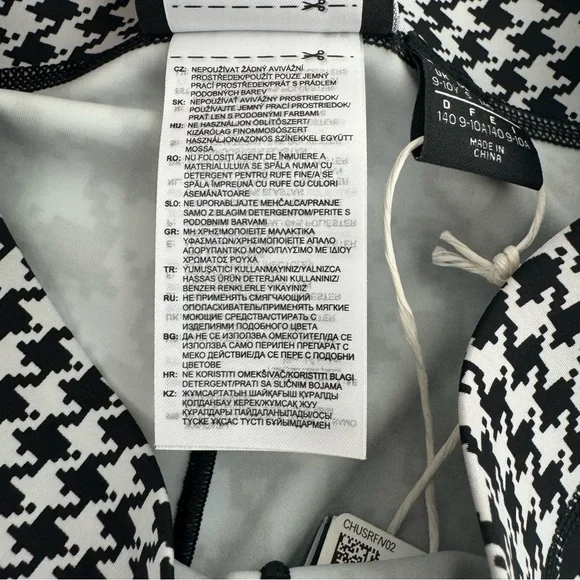 CZ: NEPOUŽÍVAT ŽÁDNÝ AVIVÁŽNÍ
PROSTŘEDEK/POUŽÍT POUZE JEMNÝ
PRACÍ PROSTŘEDEK/PRÁT S PRÁDLEM
PODOBNÝCH BAREV
SK: NEPOUŽÍVAŤ AVIVÁŽNY PROSTRIEDOK/
POUŽÍVAJTE JEMNÝ PRACÍ PROSTRIEDOK/
PRAŤ LEN S PODOBNÝMI FARBAMI
HU: NE HASZNÁLJON ÖBLÍTŐSZERT/
KIZÁRÓLAG FINOMMOSÓSZERT
HASZNÁLJON/AZONOS SZÍNEKKEL EGYÜTT
MOSSA
RO: NU FOLOSIȚI AGENT DE ÎNMUIERE A
MATERIALULUI/A SE SPĂLA NUMAI CU
DETERGENT PENTRU RUFE FINE/A SE
SPĂLA ÎMPREUNĂ CU RUFE CU CULORI
ASEMĂNĂTOARE
SLO: NE UPORABLJAJTE MEHČALCA/PRANJE
SAMO Z BLAGIM DETERGENTOM/PERITE S
PODOBNIMI BARVAMI
GR: ΜΗ ΧΡΗΣΙΜΟΠΟΙΕΙΤΕ ΜΑΛΑΚΤΙΚΑ
ΥΦΑΣΜΑΤΩΝ/ΧΡΗΣΙΜΟΠΟΙΕΙΤΕ ΑΠΑΛΟ
ΑΠΟΡΥΠΑΝΤΙΚΟ ΜΟΝΟ/ΠΛΥΣΙΜΟ ΜΕ ΙΔΙΟΥ
ΧΡΩΜΑΤΟΣ ΡΟΥΧΑ
TR: YUMUŞATICI KULLANMAYINIZ/YALNIZCA
HASSAS ÜRÜN DETERJANI KULLANINIZ/
BENZER RENKLERLE YIKAYINIZ
RU: НЕ ПРИМЕНЯТЬ СМЯГЧАЮЩИЙ
ОПОЛАСКИВАТЕЛЬ/ПРИМЕНЯТЬ МЯГКИЕ
МОЮЩИЕ СРЕДСТВА/СТИРАТЬ С
ИЗДЕЛИЯМИ ПОДОБНОГО ЦВЕТА
BG: ДА НЕ СЕ ИЗПОЛЗВА ОМЕКОТИТЕЛ/ДА СЕ
ИЗПОЛЗВА САМО ПЕРИЛЕН ПРЕПАРАТ С
МЕКО ДЕЙСТВИЕ/ДА СЕ ПЕРЕ С ПОДОБНИ
ЦВЕТОВЕ
HR: NE KORISTITI OMEKŠIVAČ/KORISTITI BLAGI
DETERGENT/PRATI SA SLIČNIM BOJAMA
KZ: ЖҰМСАРТАТЫН ШАЙҚАҒЫШ ҚҰРАЛДЫ
ҚОЛДАНБАУ КЕРЕК/ЖҰМСАҚ ЖУУ
ҚҰРАЛДАРЫ ПАЙДАЛАНЫЛАДЫ/ОСЫ
ТҮСКЕ ҰҚСАС ТҮСТІ БҰЙЫМДАРМЕН
9-10Y S
D F E
140 9-10A 140 9-10A
MADE IN
CHINA
CHUSRF/V02